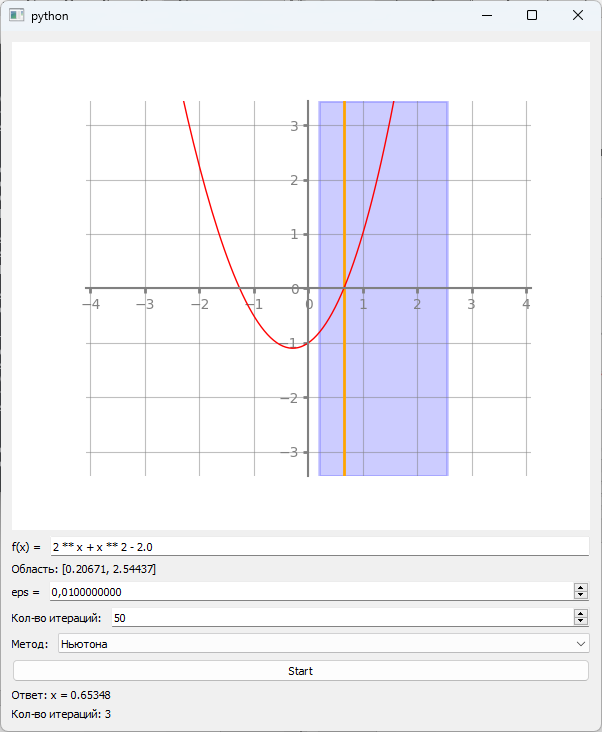 python
3
2
1
−4 −3 −2 −1 0 0 1 2 3 4
−1
−2
−3
f(x) = 2 ** x + x ** 2 - 2.0
Область: [0.20671, 2.54437]
eps = 0,0100000000
Кол-во итераций: 50
Метод: Ньютона
Start
Ответ: x = 0.65348
Кол-во итераций: 3